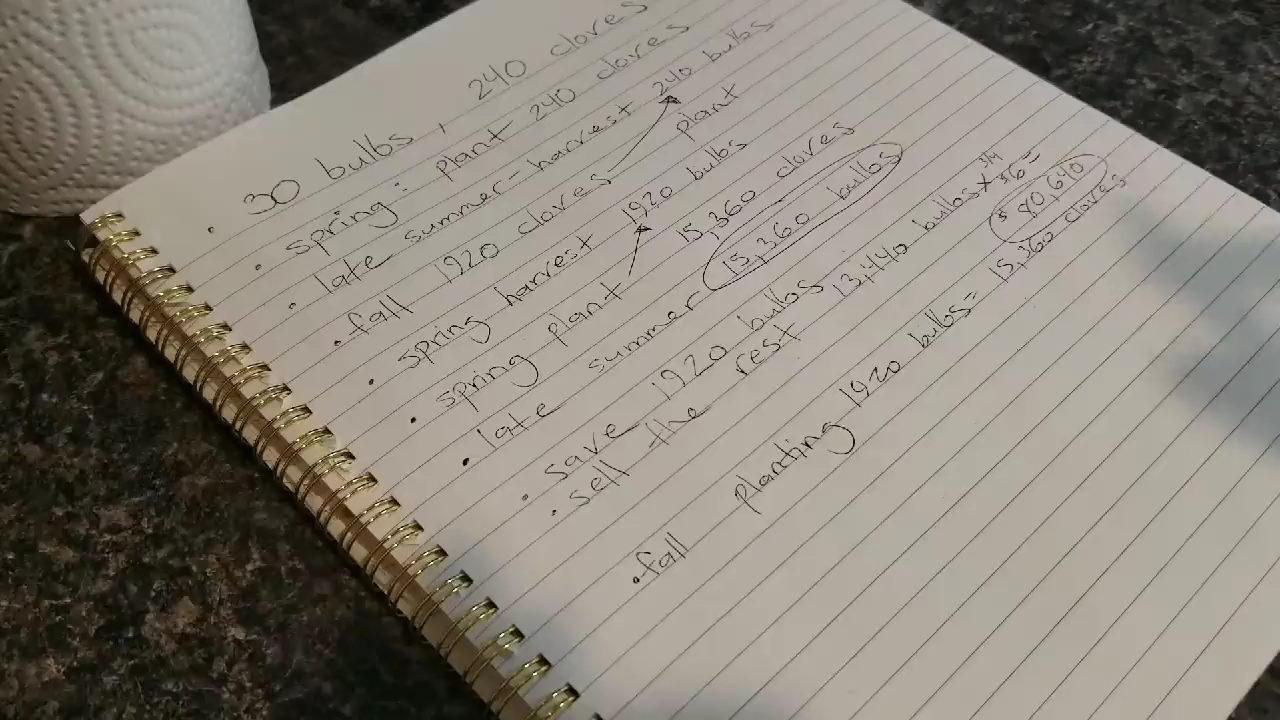 30 bulbs, 240 cloves
• spring: plant 240 cloves
• late summer-harvest 240 bulbs
• fall 1920 cloves plant
• spring harvest 1920 bulbs
• spring plant 15,360 cloves
• late summer 15,360 bulbs
• save 1920 bulbs
• sell the rest 13,440 bulbs x $6 =
$80,640
• fall planting 1920 bulbs = 15,360 cloves